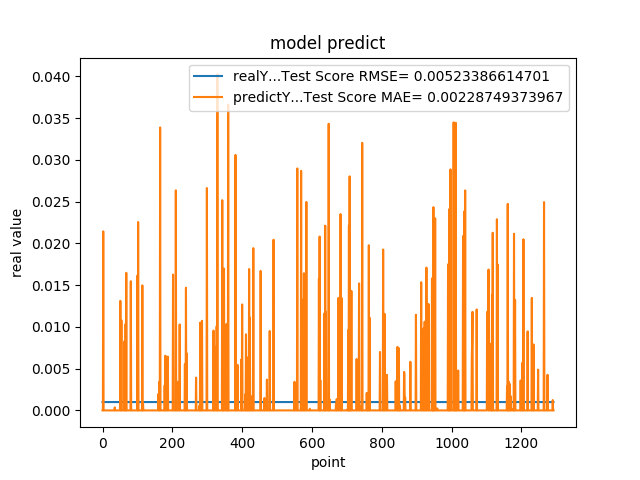 model predict
realY...Test Score RMSE= 0.00523386614701
predictY...Test Score MAE= 0.00228749373967
0.040
0.035
0.030
0.025
0.020
0.015
0.010
0.005
0.000
real value
0 200 400 600 800 1000 1200
point